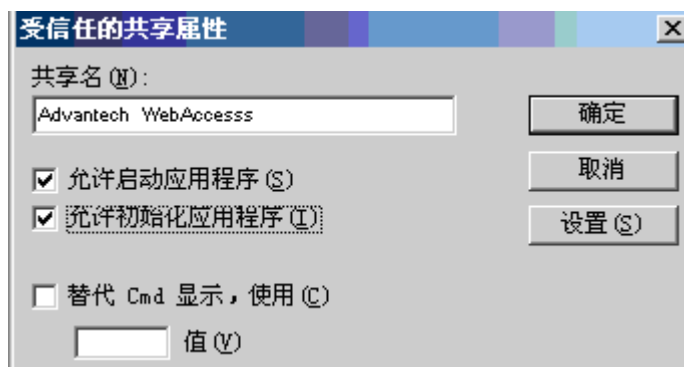 受信任的共享属性
共享名(N):
Advantech WebAccesss
确定
允许启动应用程序(S)
取消
允许初始化应用程序(I)
设置(S)
替代 Cmd 显示，使用(C)
值(V)